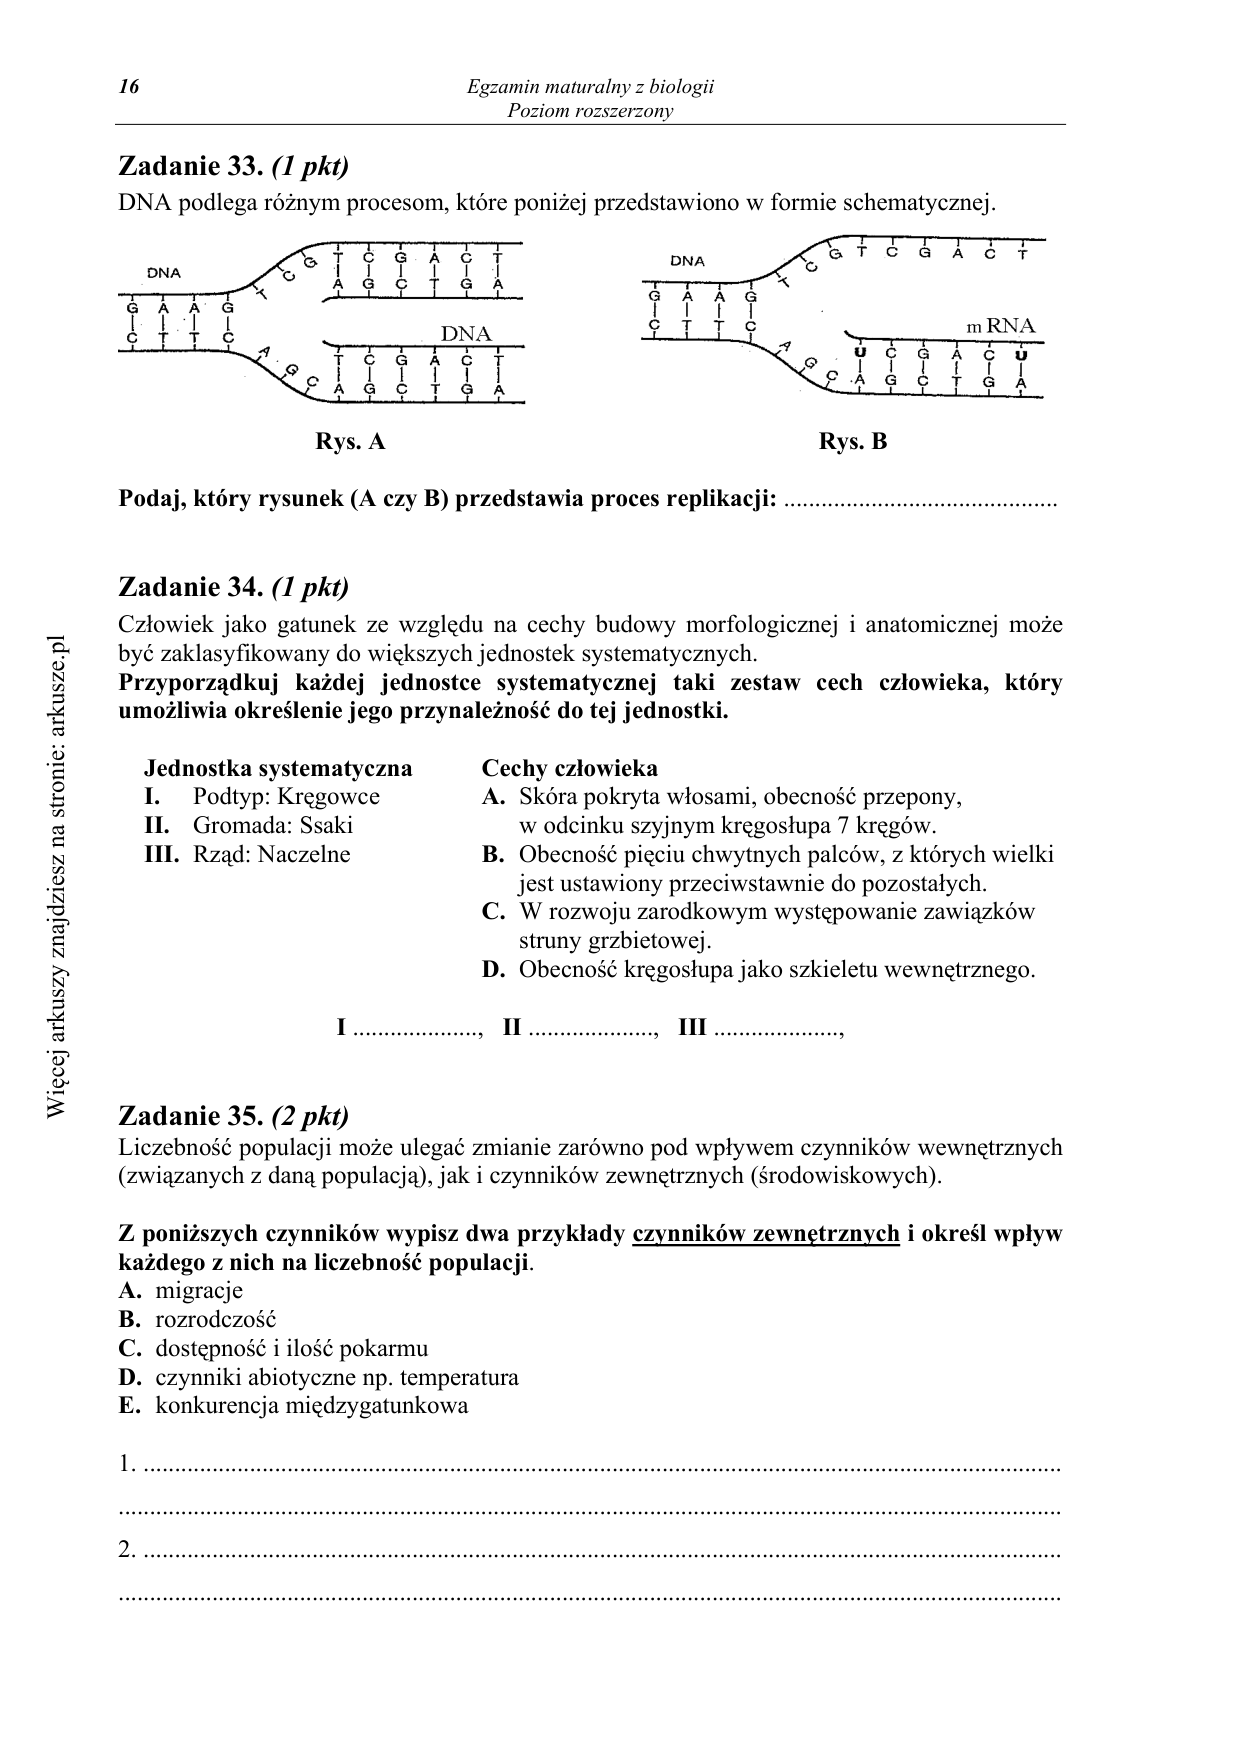 16
Egzamin maturalny z biologii
Poziom rozszerzony
Zadanie 33. (1 pkt)
DNA podlega różnym procesom, które poniżej przedstawiono w formie schematycznej.
DNA
G A A G T C G T C G A C T
A G C T G A
DNA
T C G A C T
C T T C A G C A G C T G A
Rys. A
DNA
G A A G T C G T C G A C T
m RNA
U C G A C U
C T T C A G C A G C T G A
Rys. B
Podaj, który rysunek (A czy B) przedstawia proces replikacji: ............................................
Zadanie 34. (1 pkt)
Człowiek jako gatunek ze względu na cechy budowy morfologicznej i anatomicznej może
być zaklasyfikowany do większych jednostek systematycznych.
Przyporządkuj każdej jednostce systematycznej taki zestaw cech człowieka, który
umożliwia określenie jego przynależność do tej jednostki.
Jednostka systematyczna
I. Podtyp: Kręgowce
II. Gromada: Ssaki
III. Rząd: Naczelne
Cechy człowieka
A. Skóra pokryta włosami, obecność przepony,
w odcinku szyjnym kręgosłupa 7 kręgów.
B. Obecność pięciu chwytnych palców, z których wielki
jest ustawiony przeciwstawnie do pozostałych.
C. W rozwoju zarodkowym występowanie zawiązków
struny grzbietowej.
D. Obecność kręgosłupa jako szkieletu wewnętrznego.
I ...................., II ...................., III ....................,
Zadanie 35. (2 pkt)
Liczebność populacji może ulegać zmianie zarówno pod wpływem czynników wewnętrznych
(związanych z daną populacją), jak i czynników zewnętrznych (środowiskowych).
Z poniższych czynników wypisz dwa przykłady czynników zewnętrznych i określ wpływ
każdego z nich na liczebność populacji.
A. migracje
B. rozrodczość
C. dostępność i ilość pokarmu
D. czynniki abiotyczne np. temperatura
E. konkurencja międzygatunkowa
1. ....................................................................................................
....................................................................................................
2. ....................................................................................................
....................................................................................................
Więcej arkuszy znajdziesz na stronie: arkusze.pl